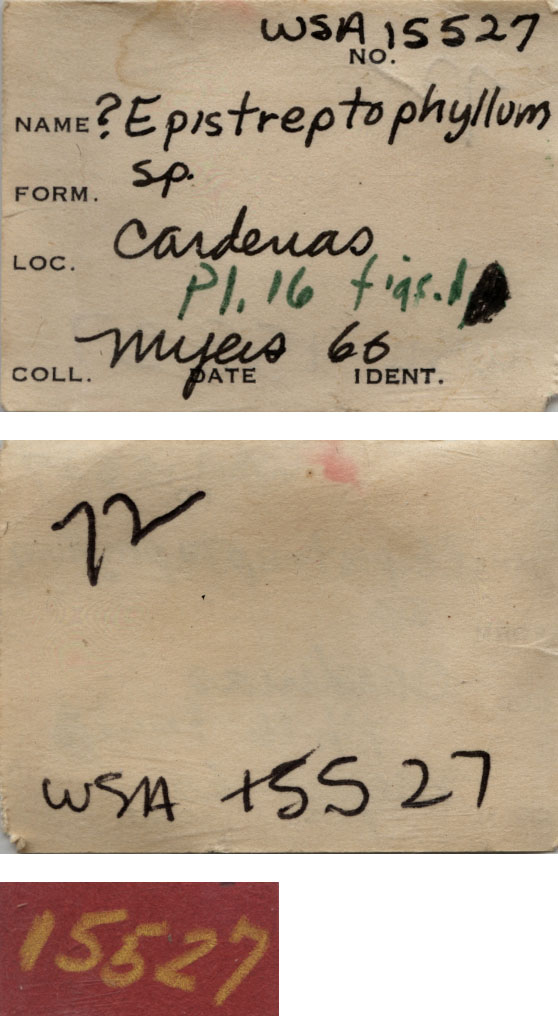 WSA 15527
NO.
NAME ?Epistreptophyllum
FORM. sp.
LOC. Cardenas
Pl. 16 figs. 1
Myers 66
COLL. DATE IDENT.
72
WSA 15527
15527